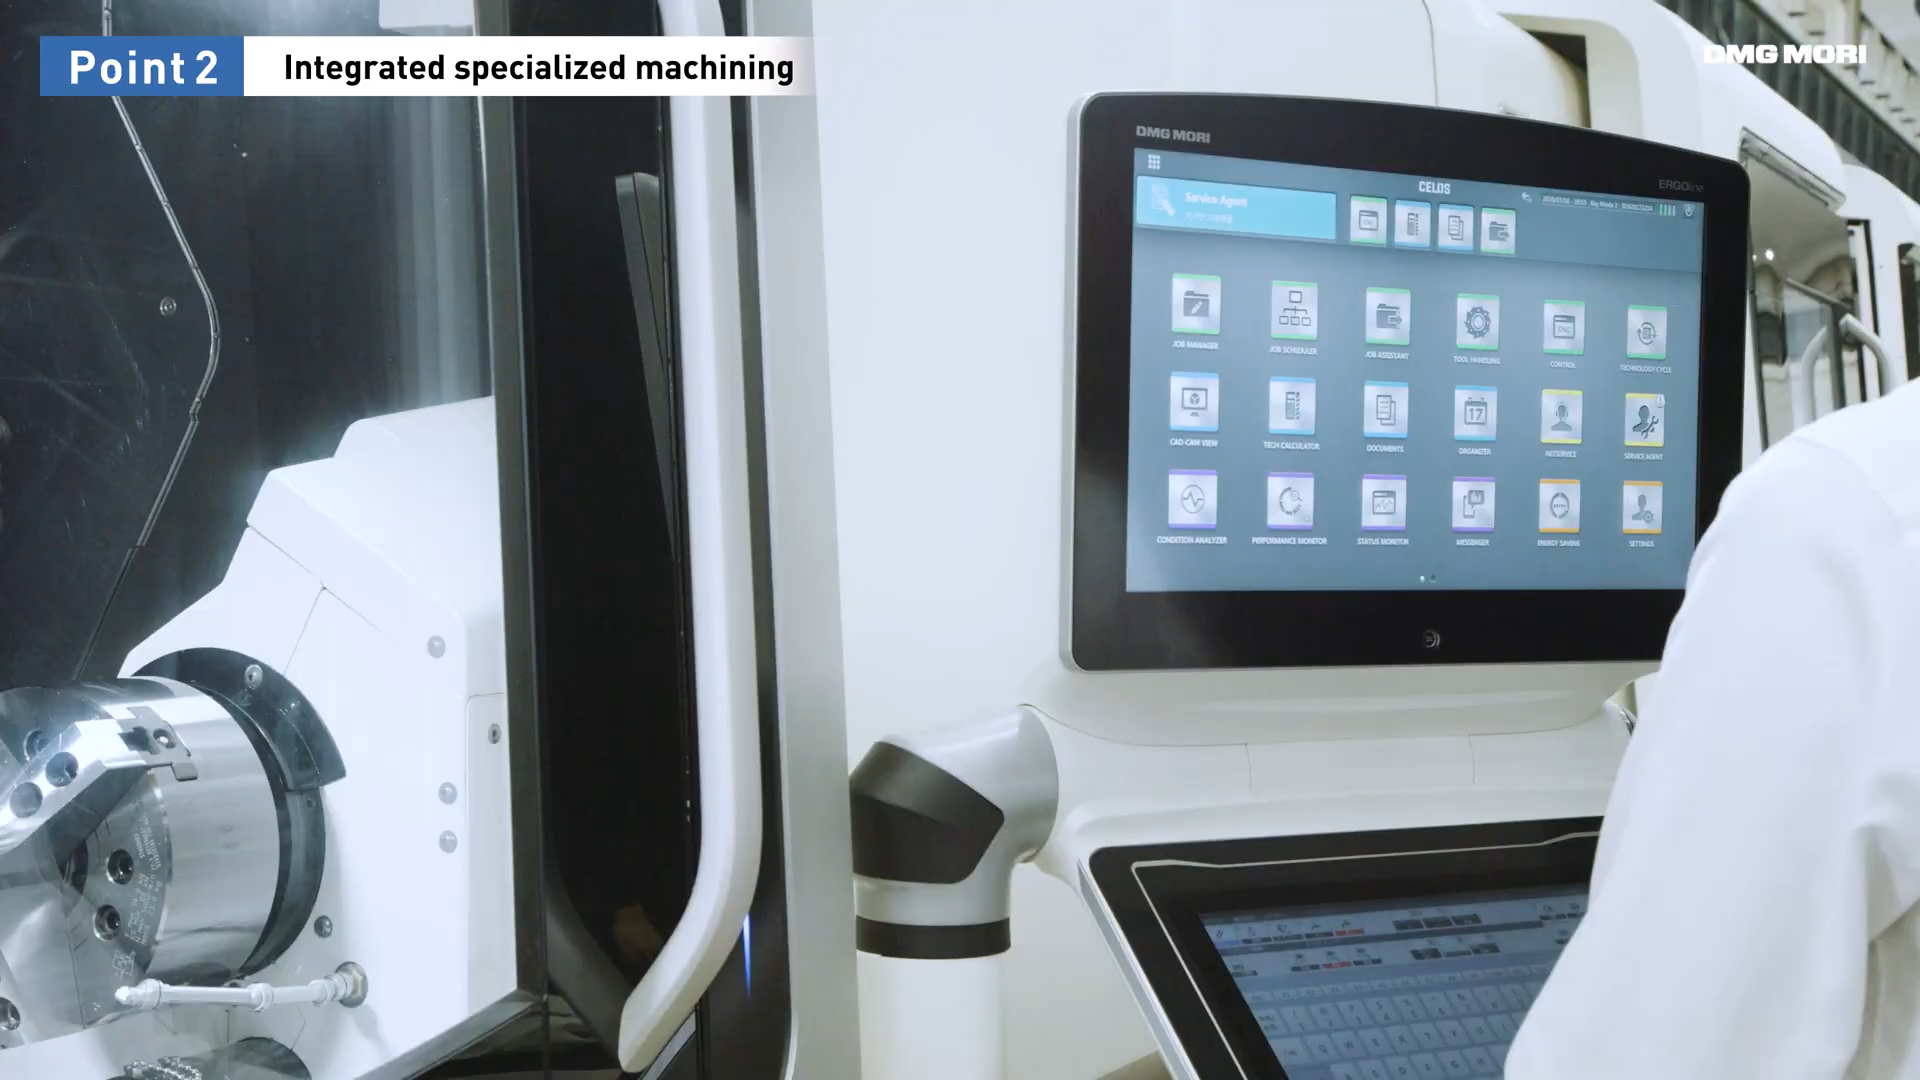 Point 2
Integrated specialized machining
DMG MORI
DMG MORI
ERGOline
CELOS
Service Agent
JOB MANAGER
JOB SCHEDULER
JOB ASSISTANT
TOOL HANDLING
CONTROL
TECHNOLOGY CYCLE
CAD-CAM VIEW
TECH CALCULATOR
DOCUMENTS
17
ORGANIZER
NETSERVICE
SERVICE AGENT
CONDITION ANALYZER
PERFORMANCE MONITOR
STATUS MONITOR
MESSENGER
ENERGY SAVING
SETTINGS